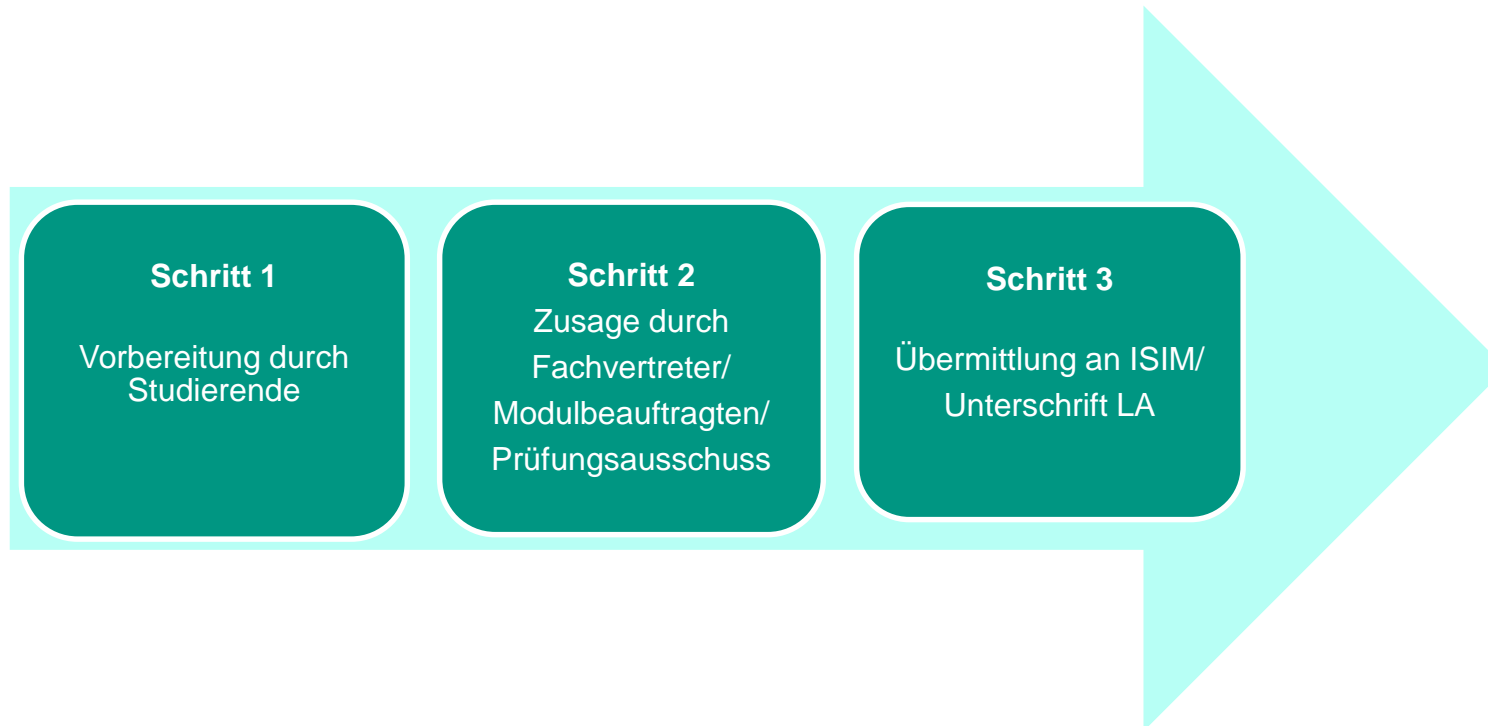 Schritt 1
Vorbereitung durch
Studierende
Schritt 2
Zusage durch
Fachvertreter/
Modulbeauftragten/
Prüfungsausschuss
Schritt 3
Übermittlung an ISIM/
Unterschrift LA